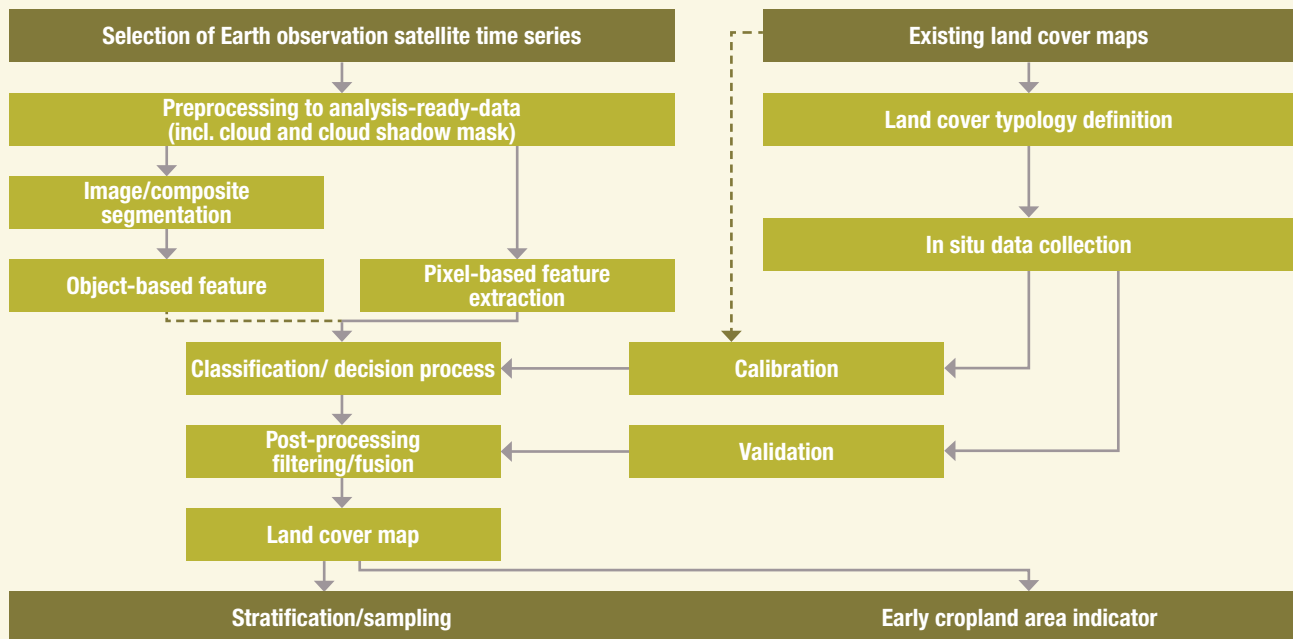 Selection of Earth observation satellite time series
Existing land cover maps
Preprocessing to analysis-ready-data
(incl. cloud and cloud shadow mask)
Land cover typology definition
Image/composite
segmentation
In situ data collection
Object-based feature
Pixel-based feature
extraction
Classification/ decision process
Calibration
Post-processing
filtering/fusion
Validation
Land cover map
Stratification/sampling
Early cropland area indicator